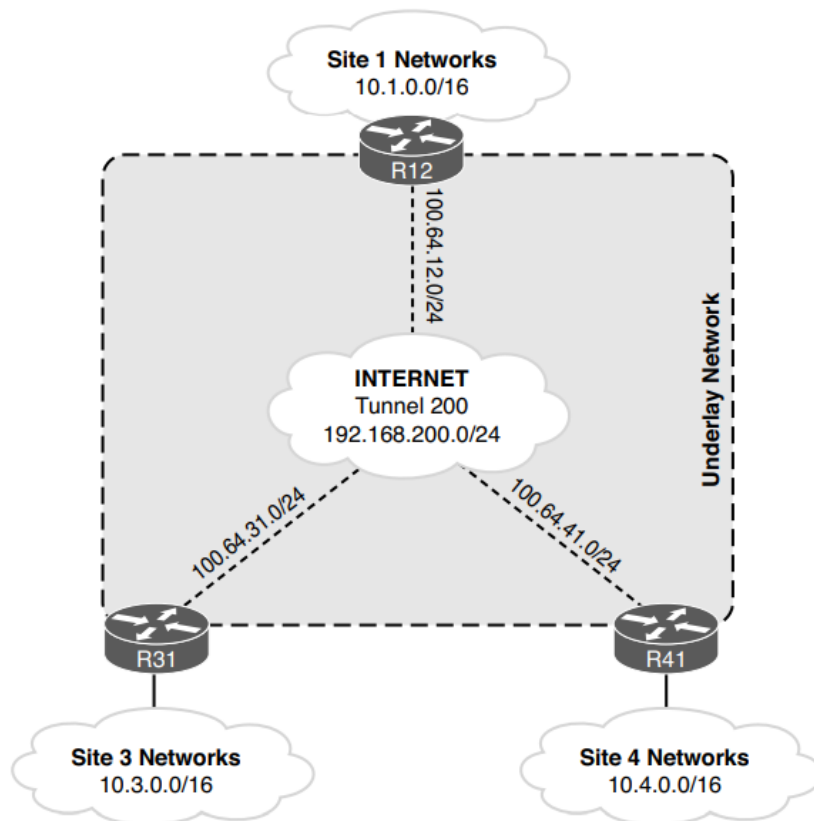 Site 1 Networks
10.1.0.0/16
R12
100.64.12.0/24
INTERNET
Tunnel 200
192.168.200.0/24
Underlay Network
100.64.31.0/24
100.64.41.0/24
R31
R41
Site 3 Networks
10.3.0.0/16
Site 4 Networks
10.4.0.0/16